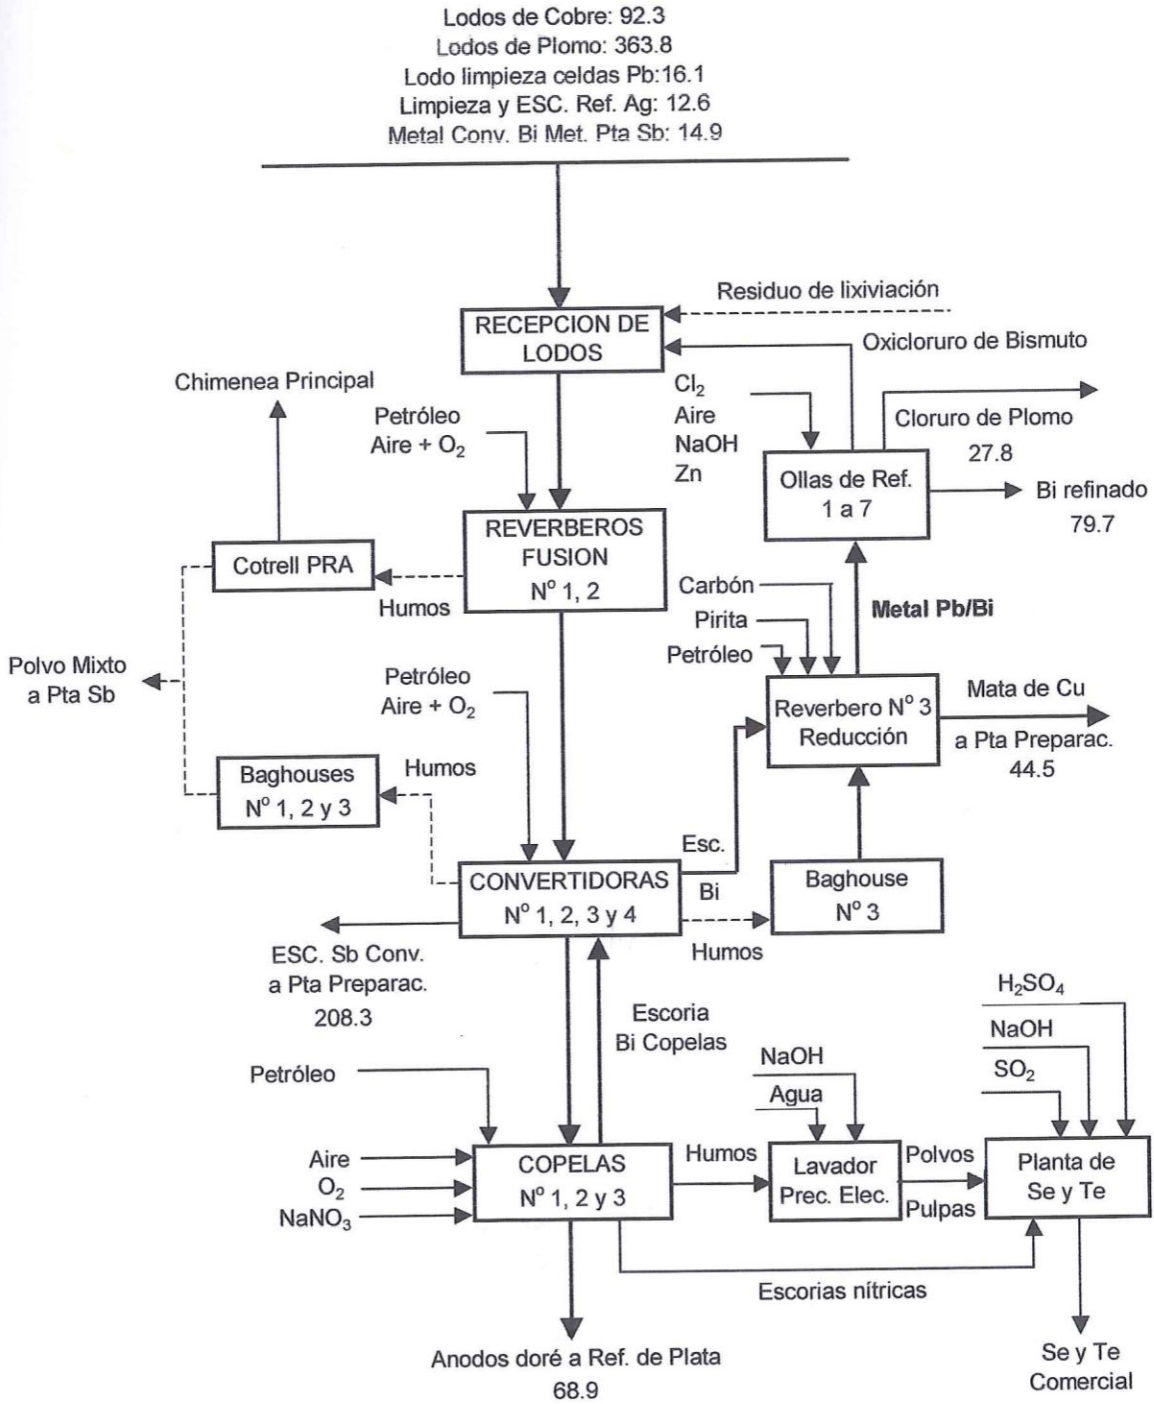 Lodos de Cobre: 92.3
Lodos de Plomo: 363.8
Lodo limpieza celdas Pb:16.1
Limpieza y ESC. Ref. Ag: 12.6
Metal Conv. Bi Met. Pta Sb: 14.9
Residuo de lixiviación
RECEPCION DE
LODOS
Oxicloruro de Bismuto
Chimenea Principal
Petróleo
Aire + O₂
Cl₂
Aire
NaOH
Zn
Cloruro de Plomo
27.8
Ollas de Ref.
1 a 7
Bi refinado
79.7
REVERBEROS
FUSION
Nº 1, 2
Cotrell PRA
Humos
Carbón
Pirita
Petróleo
Metal Pb/Bi
Polvo Mixto
a Pta Sb
Petróleo
Aire + O₂
Reverbero Nº 3
Reducción
Mata de Cu
a Pta Preparac.
44.5
Baghouses
Nº 1, 2 y 3
Humos
Esc.
Bi
CONVERTIDORAS
Nº 1, 2, 3 y 4
Baghouse
Nº 3
Humos
ESC. Sb Conv.
a Pta Preparac.
208.3
Escoria
Bi Copelas
H₂SO₄
NaOH
SO₂
Petróleo
NaOH
Agua
Aire
O₂
NaNO₃
COPELAS
Nº 1, 2 y 3
Humos
Lavador
Prec. Elec.
Polvos
Pulpas
Planta de
Se y Te
Escorias nítricas
Anodos doré a Ref. de Plata
68.9
Se y Te
Comercial